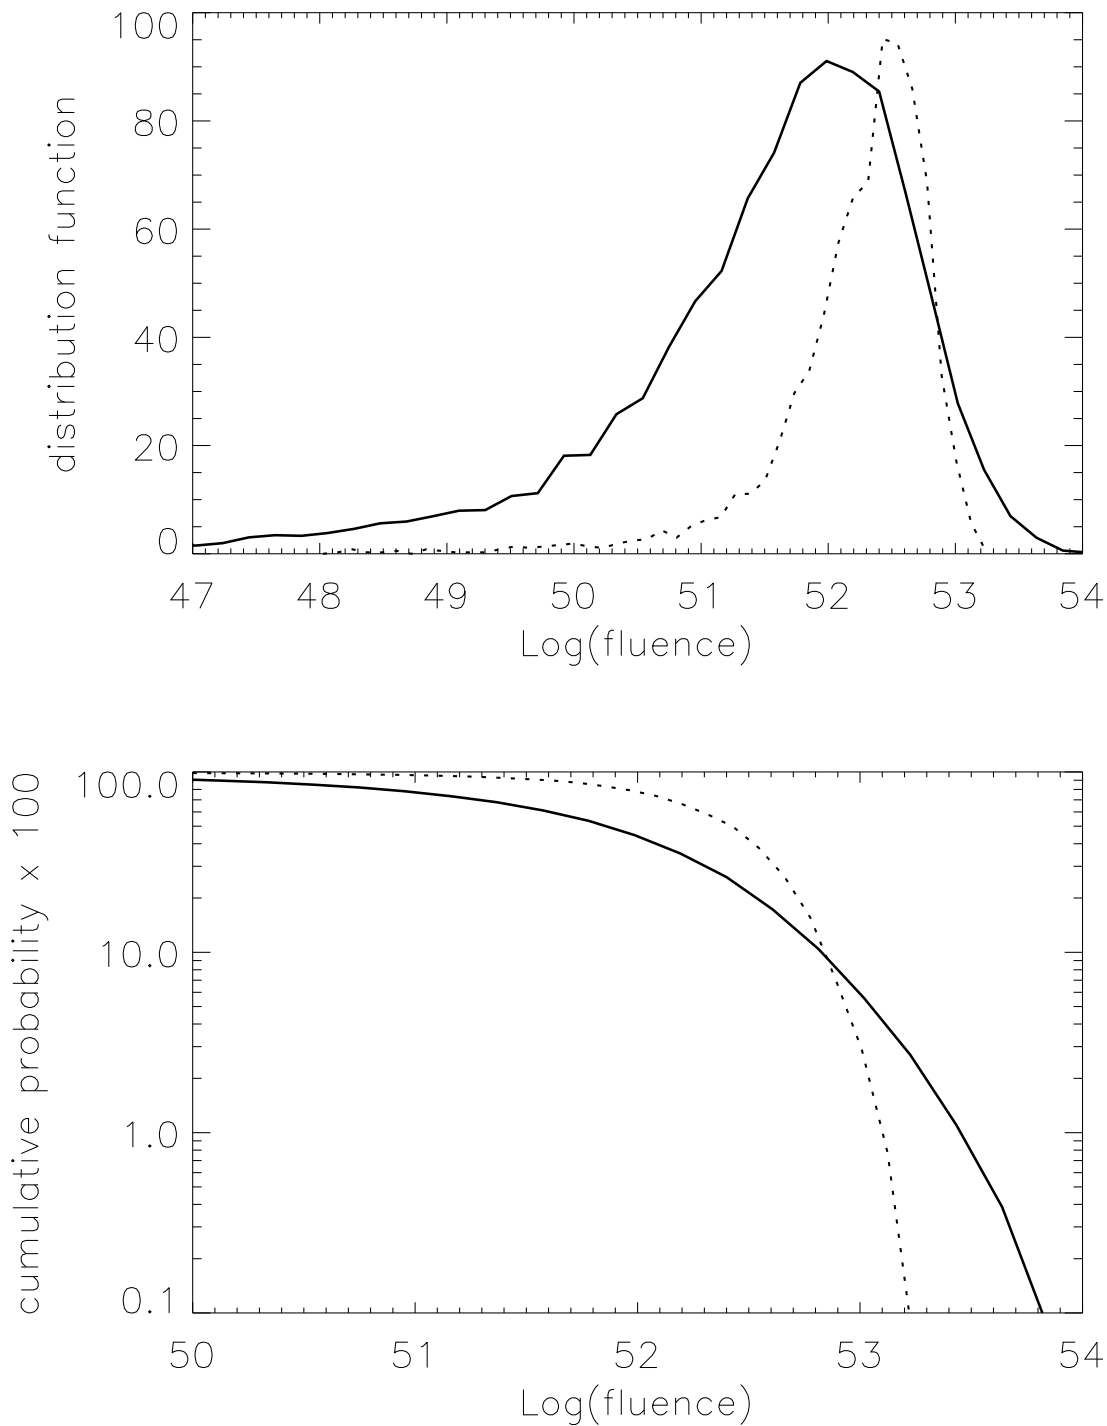 100
80
60
40
20
0
distribution function
47 48 49 50 51 52 53 54
Log(fluence)
100.0
10.0
1.0
0.1
cumulative probability x 100
50 51 52 53 54
Log(fluence)